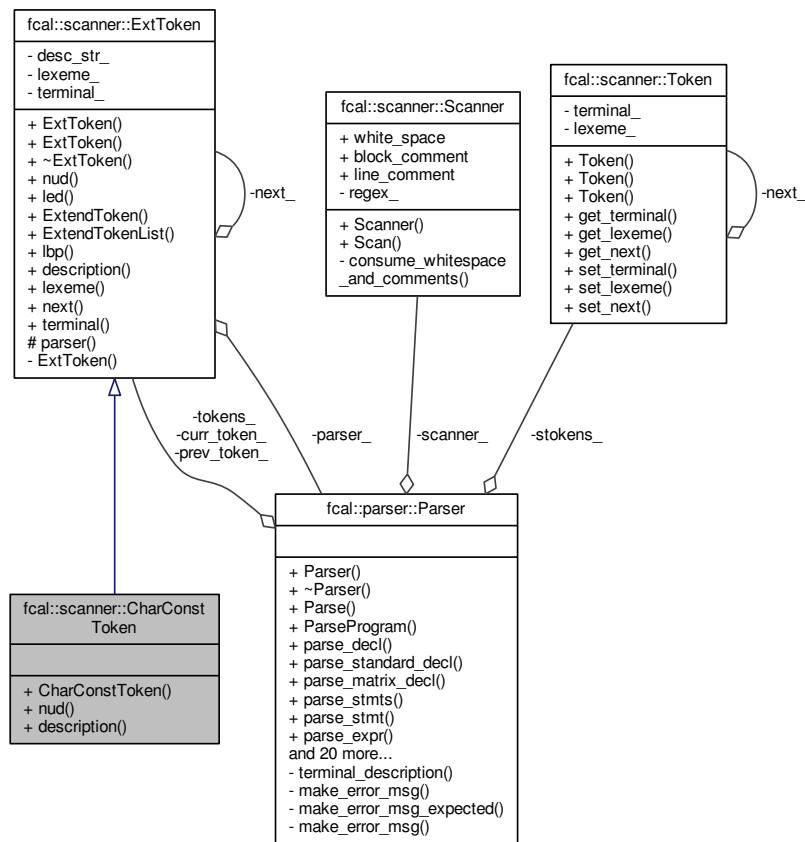 fcal::scanner::ExtToken
- desc_str_
- lexeme_
- terminal_
+ ExtToken()
+ ExtToken()
+ ~ExtToken()
+ nud()
+ led()
+ ExtendToken()
+ ExtendTokenList()
+ lbp()
+ description()
+ lexeme()
+ next()
+ terminal()
# parser()
- ExtToken()
-next_
fcal::scanner::Scanner
+ white_space
+ block_comment
+ line_comment
- regex_
+ Scanner()
+ Scan()
- consume_whitespace
_and_comments()
fcal::scanner::Token
- terminal_
- lexeme_
+ Token()
+ Token()
+ Token()
+ get_terminal()
+ get_lexeme()
+ get_next()
+ set_terminal()
+ set_lexeme()
+ set_next()
-next_
-tokens_
-curr_token_
-prev_token_
-parser_
-scanner_
-stokens_
fcal::parser::Parser
+ Parser()
+ ~Parser()
+ Parse()
+ ParseProgram()
+ parse_decl()
+ parse_standard_decl()
+ parse_matrix_decl()
+ parse_stmts()
+ parse_stmt()
+ parse_expr()
and 20 more...
- terminal_description()
- make_error_msg()
- make_error_msg_expected()
- make_error_msg()
fcal::scanner::CharConst
Token
+ CharConstToken()
+ nud()
+ description()